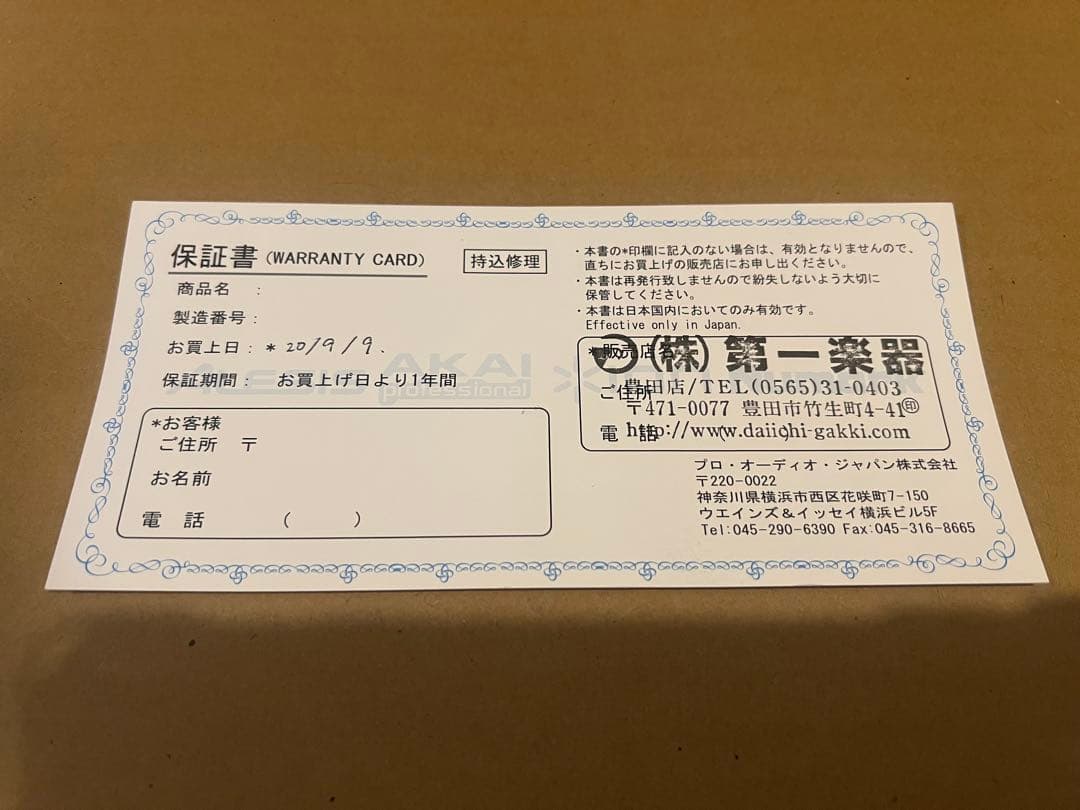 保証書 (WARRANTY CARD)
持込修理
商品名 :
製造番号:
お買上日: * 20/9/9.
保証期間: お買上げ日より1年間
ALESIS AKAI professional
*お客様
ご住所 〒
お名前
電 話 ( )
・本書の*印欄に記入のない場合は、有効となりませんので、
直ちにお買上げの販売店にお申し出ください。
・本書は再発行致しませんので紛失しないよう大切に
保管してください。
・本書は日本国内においてのみ有効です。
Effective only in Japan.
*販売店名
(株)第一楽器
ご住所
豊田店/TEL(0565)31-0403
〒471-0077 豊田市竹生町4-41
印
電 話 ( )
http://www.daiichi-gakki.com
プロ・オーディオ・ジャパン株式会社
〒220-0022
神奈川県横浜市西区花咲町7-150
ウエインズ&イッセイ横浜ビル5F
Tel:045-290-6390 Fax:045-316-8665